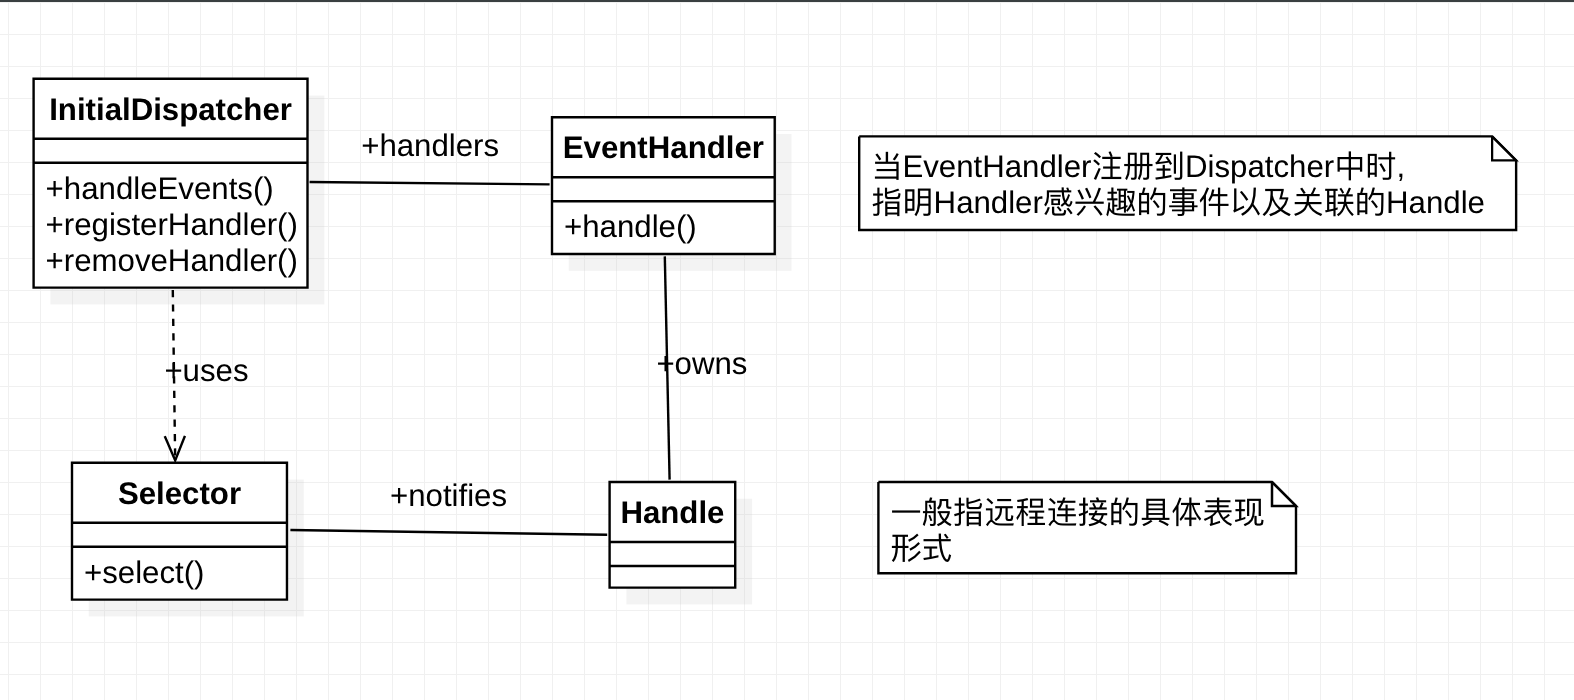 InitialDispatcher
+handleEvents()
+registerHandler()
+removeHandler()
+handlers
EventHandler
+handle()
当EventHandler注册到Dispatcher中时,
指明Handler感兴趣的事件以及关联的Handle
+uses
+owns
Selector
+select()
+notifies
Handle
一般指远程连接的具体表现
形式